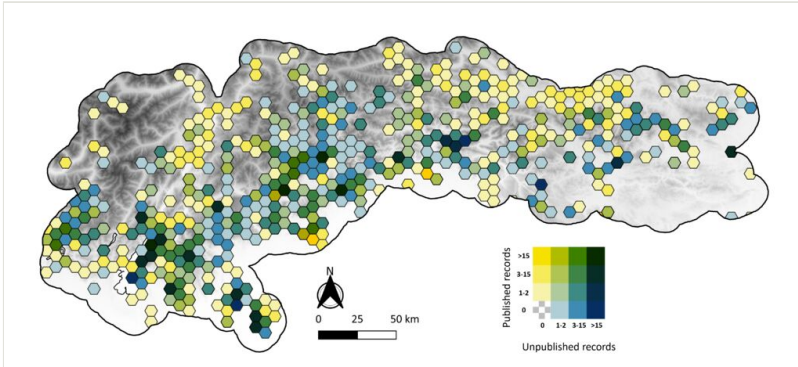 N
0 25 50 km
Published records
>15
3-15
1-2
0
0 1-2 3-15 >15
Unpublished records